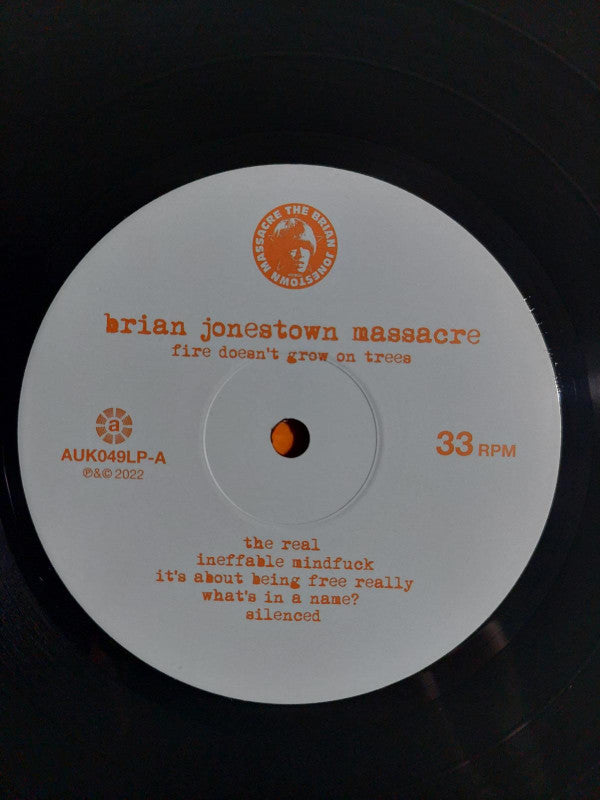 THE BRIAN JONESTOWN MASSACRE
brian jonestown massacre
fire doesn't grow on trees
a
AUK049LP-A
℗&© 2022
33 RPM
the real
ineffable mindfuck
it's about being free really
what's in a name?
silenced